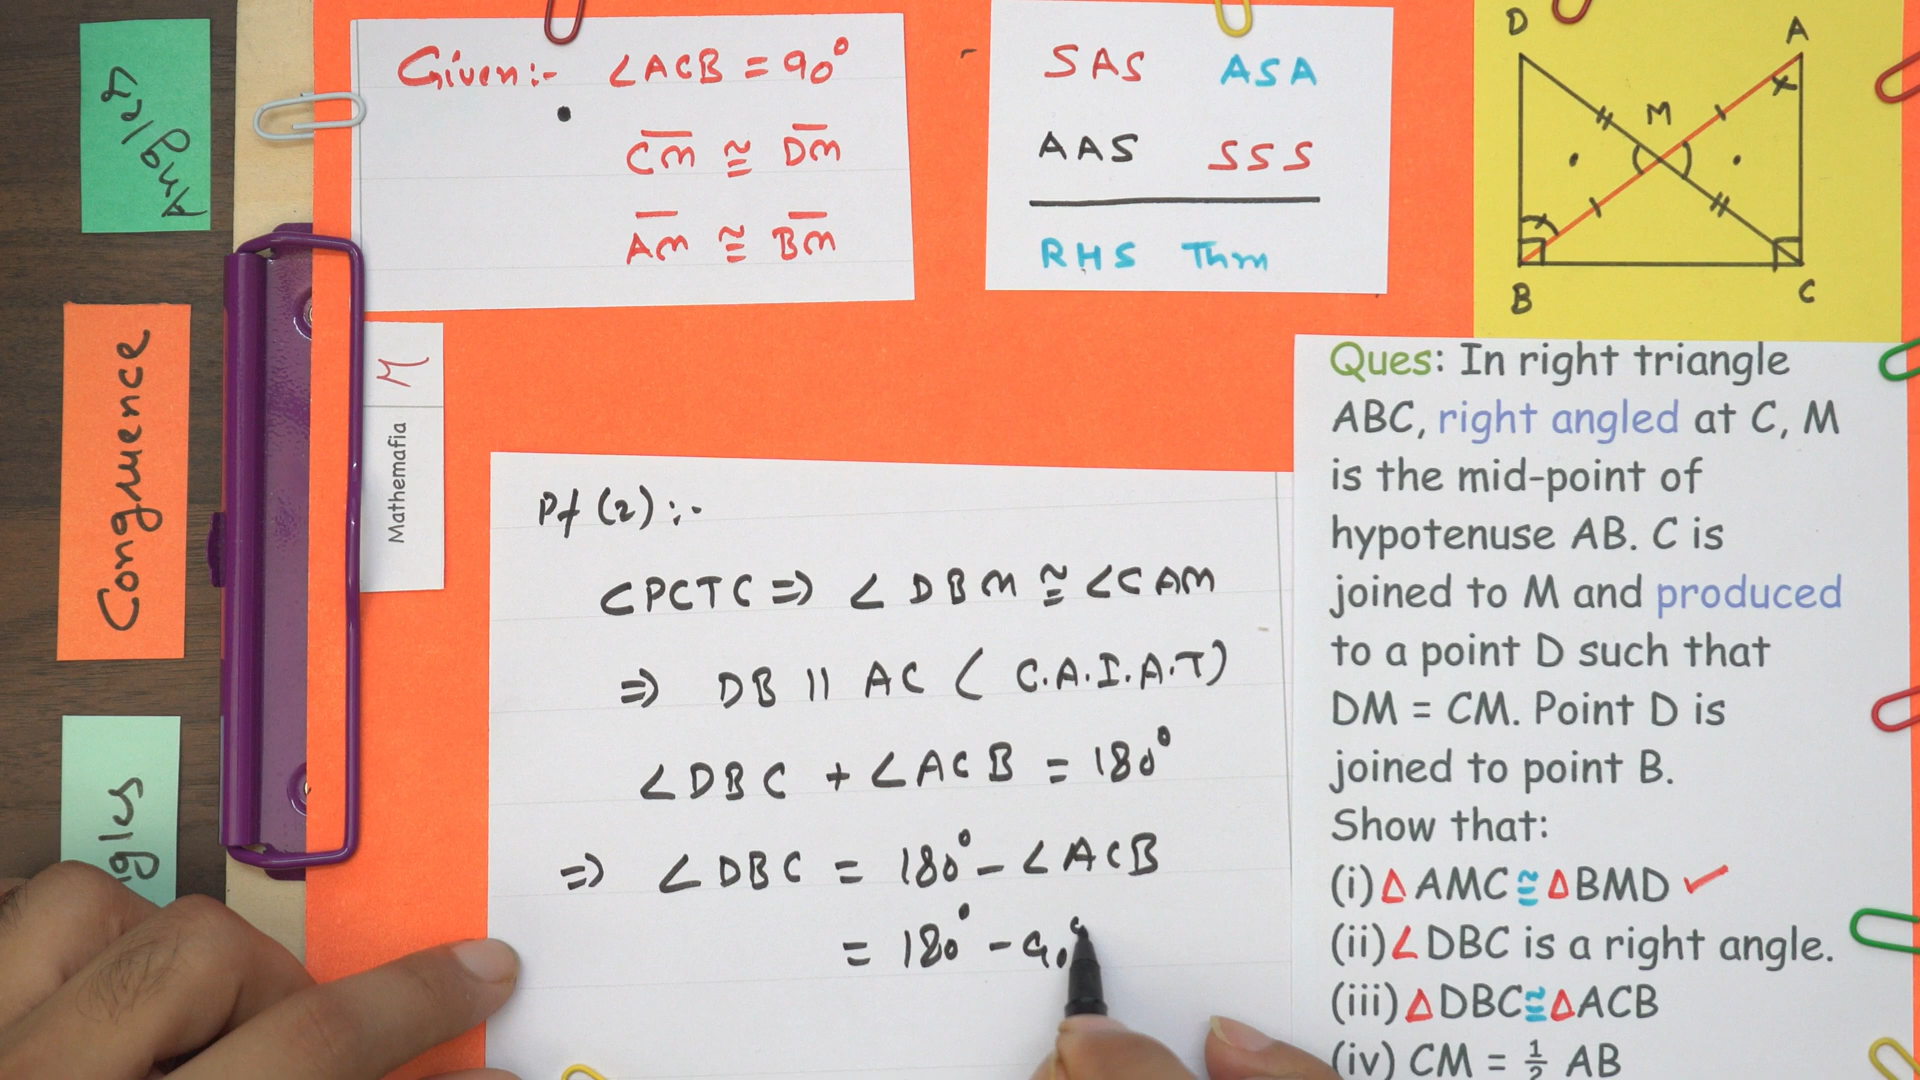 Angles
Congruence
gles
Given:- ∠ACB = 90°
CM ≅ DM
AM ≅ BM
SAS ASA
AAS SSS
RHS Thm
D A
M
B C
M
Mathemafia
Pf (2):-
CPCTC ⇒ ∠DBM ≅ ∠CAM
⇒ DB || AC ( C.A.I.A.T)
∠DBC + ∠ACB = 180°
⇒ ∠DBC = 180° - ∠ACB
= 180° - 90°
Ques: In right triangle
ABC, right angled at C, M
is the mid-point of
hypotenuse AB. C is
joined to M and produced
to a point D such that
DM = CM. Point D is
joined to point B.
Show that:
(i) Δ AMC ≅ Δ BMD ✓
(ii) ∠ DBC is a right angle.
(iii) Δ DBC ≅ Δ ACB
(iv) CM = 1/2 AB